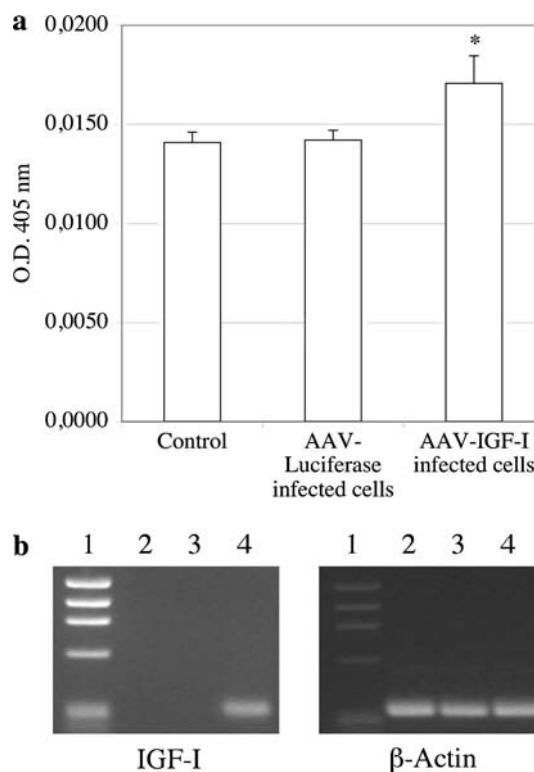 a
O.D. 405 nm
0,0200
0,0150
0,0100
0,0050
0,0000
*
Control
AAV-
Luciferase
infected cells
AAV-IGF-I
infected cells
b
1 2 3 4
1 2 3 4
IGF-I
β-Actin